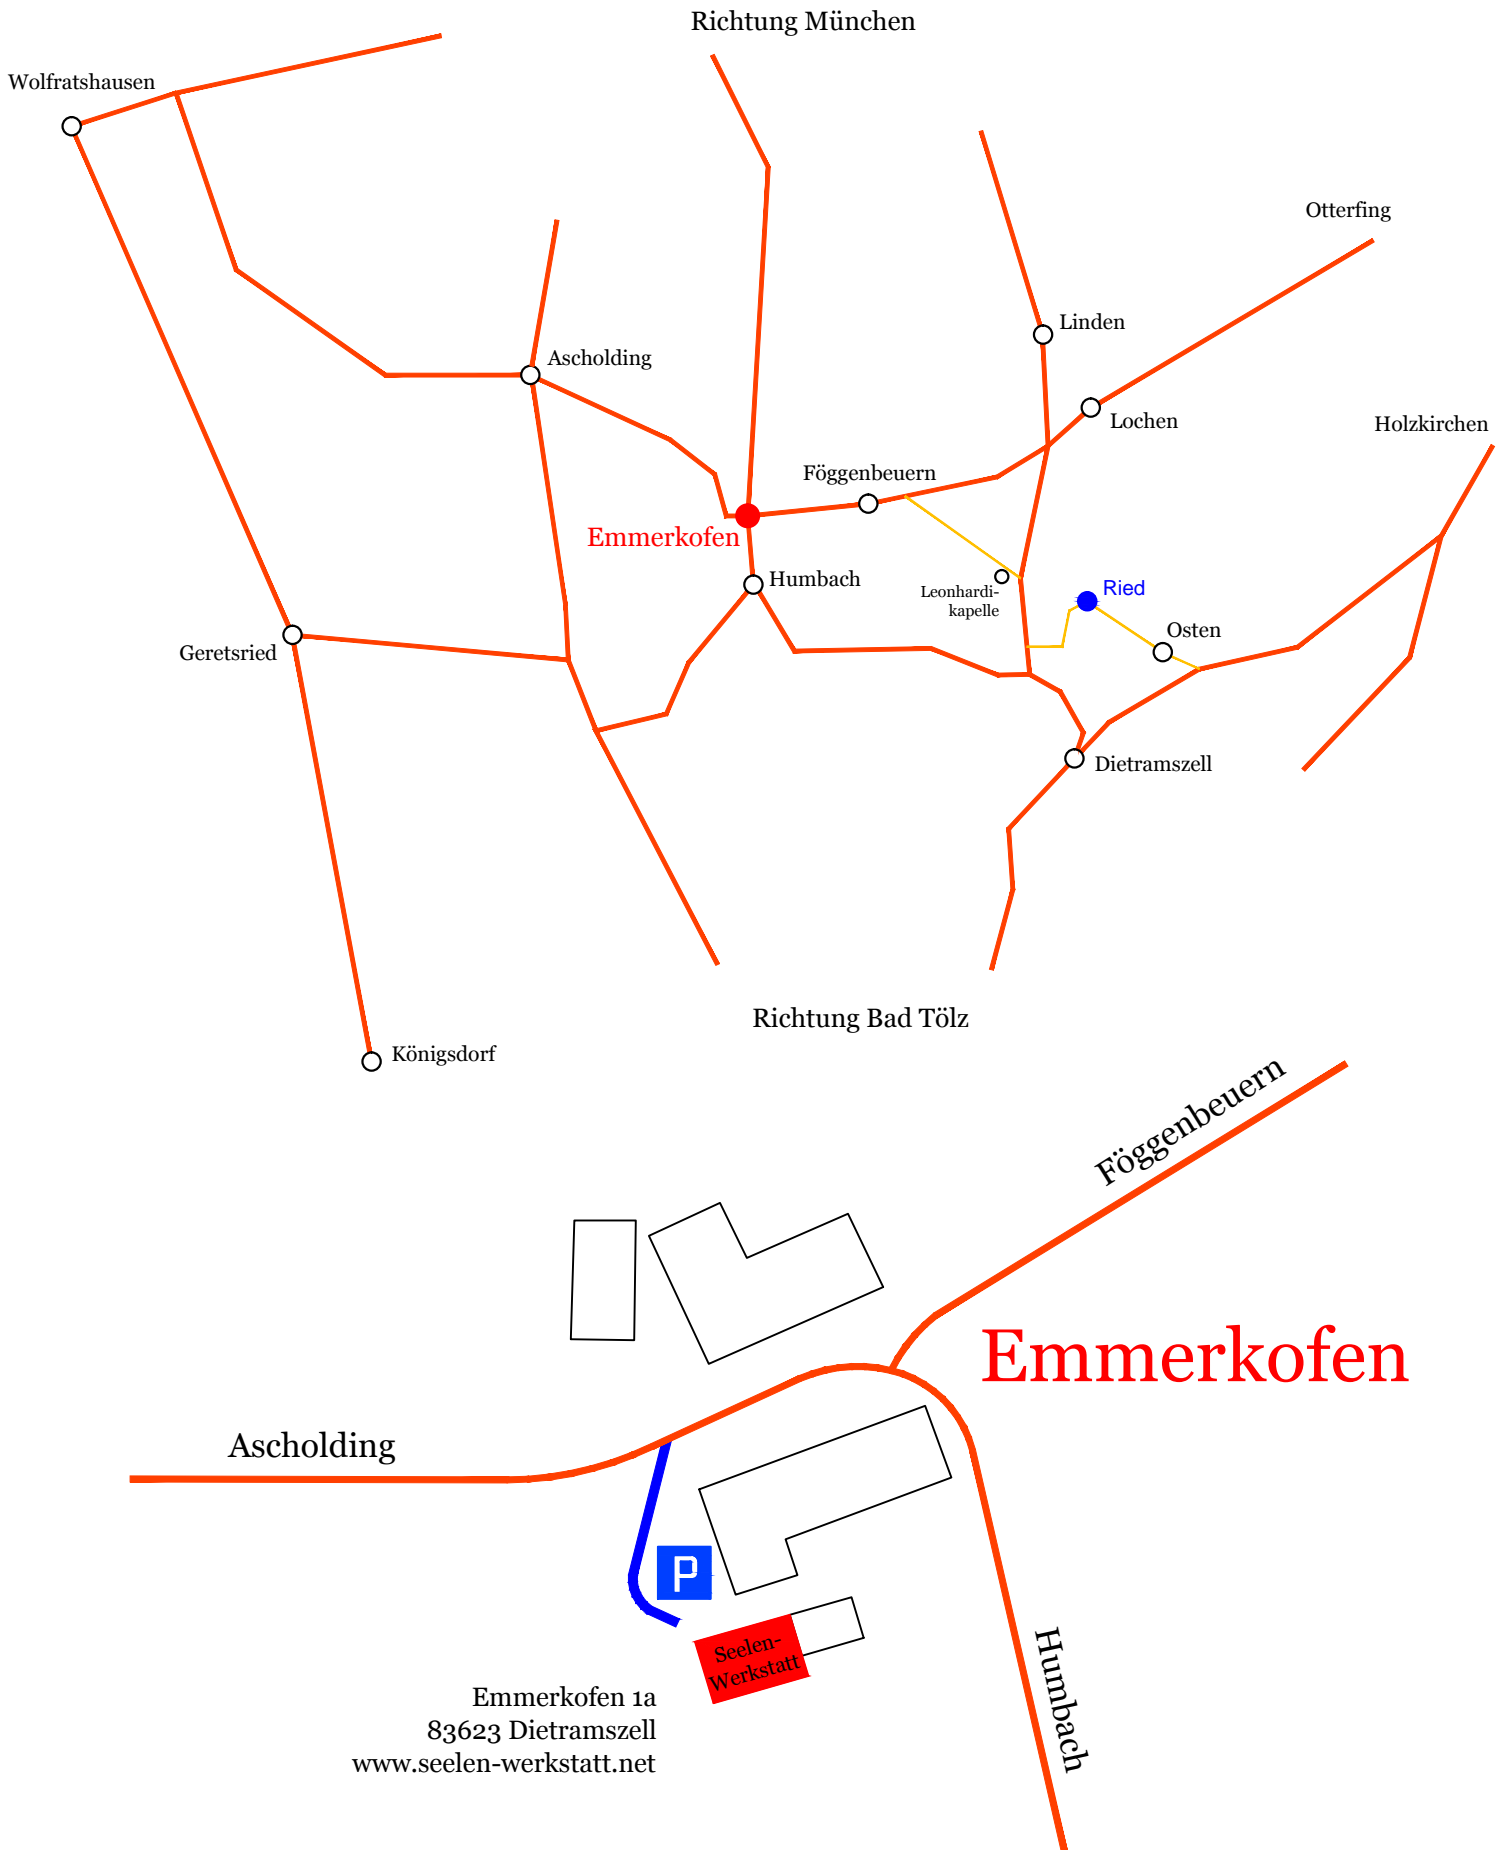 Richtung München
Wolfratshausen
Otterfing
Linden
Ascholding
Lochen
Holzkirchen
Föggenbeuern
Emmerkofen
Humbach
Leonhardi-
kapelle
Ried
Osten
Geretsried
Dietramszell
Richtung Bad Tölz
Königsdorf
Föggenbeuern
Emmerkofen
Ascholding
P
Seelen-
Werkstatt
Humbach
Emmerkofen 1a
83623 Dietramszell
www.seelen-werkstatt.net